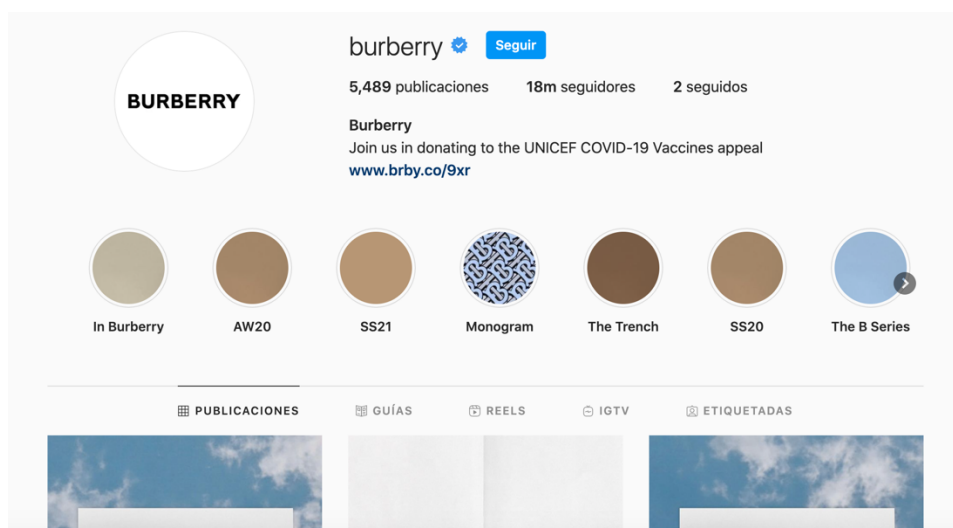 BURBERRY
burberry Seguir
5,489 publicaciones 18m seguidores 2 seguidos
Burberry
Join us in donating to the UNICEF COVID-19 Vaccines appeal
www.brby.co/9xr
In Burberry AW20 SS21 Monogram The Trench SS20 The B Series
PUBLICACIONES GUÍAS REELS IGTV ETIQUETADAS